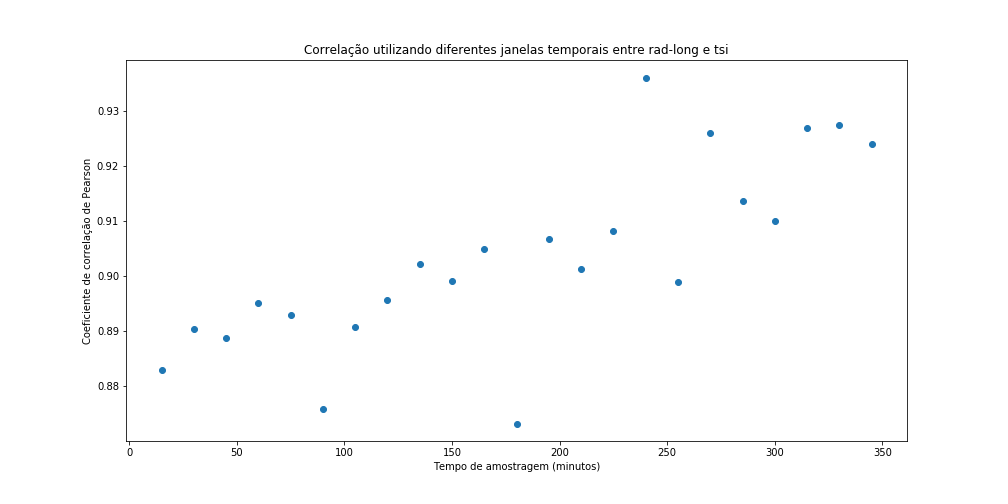 Correlação utilizando diferentes janelas temporais entre rad-long e tsi
Coeficiente de correlação de Pearson
0.93
0.92
0.91
0.90
0.89
0.88
0 50 100 150 200 250 300 350
Tempo de amostragem (minutos)